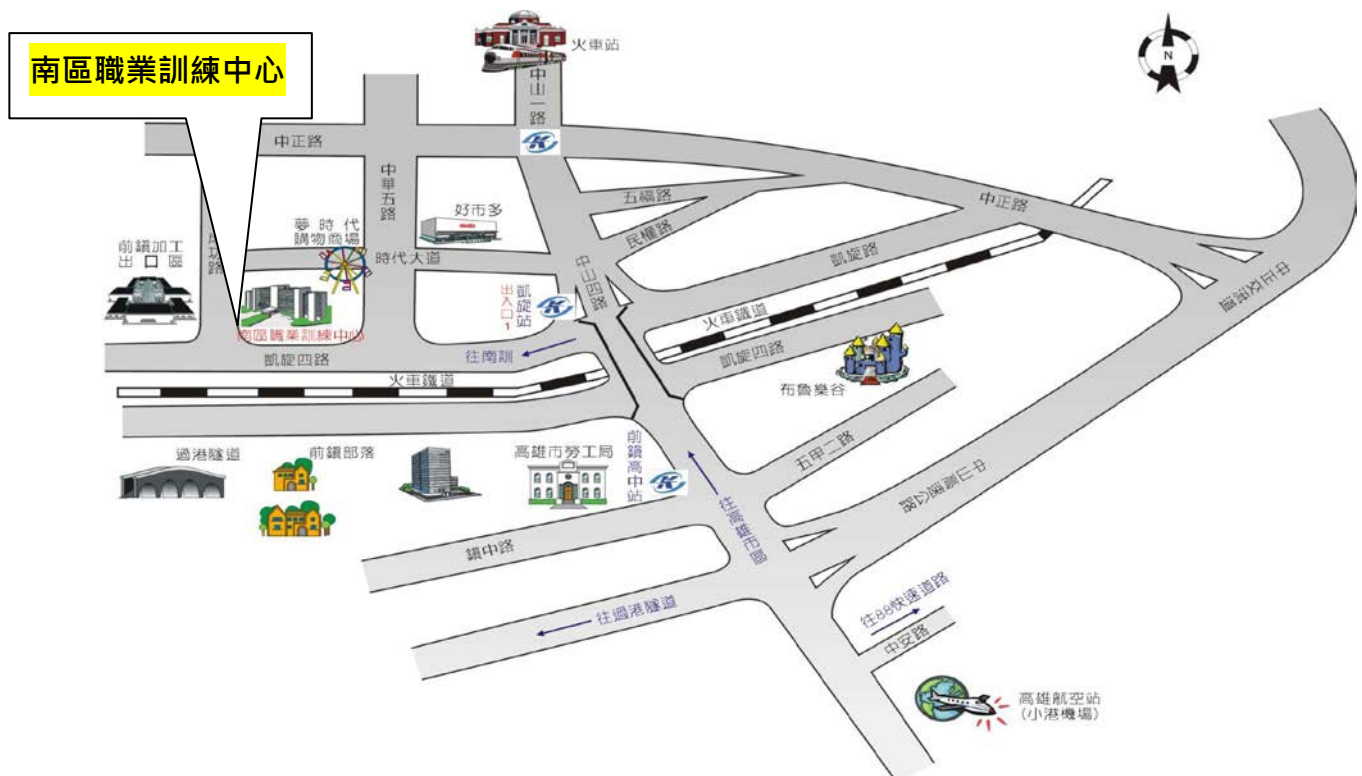 南區職業訓練中心
火車站
N
中山一路
中正路
中華五路
五福路
好市多
民權路
中正路
夢時代
購物商場
前鎮加工
出口區
時代大道
中山四路
凱旋路
中正交流道
凱旋站
出入口1
火車鐵道
南區職業訓練中心
往南訓
凱旋四路
凱旋四路
火車鐵道
布魯樂谷
過港隧道
前鎮部落
高雄市勞工局
前鎮高中站
五甲二路
中山高速公路
往高雄市區
鎮中路
往過港隧道
往88快速道路
中安路
高雄航空站
(小港機場)